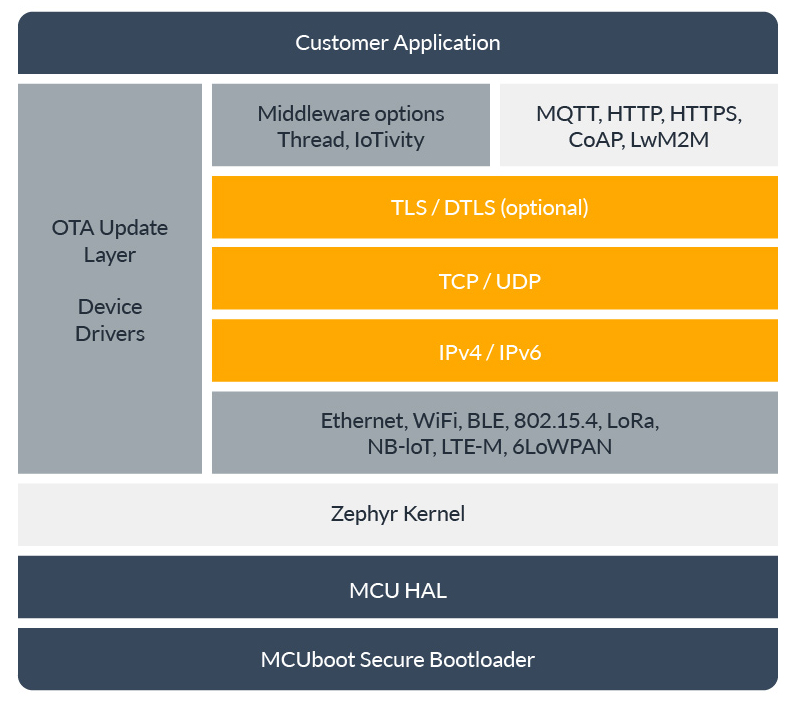 Customer Application
OTA Update
Layer
Device
Drivers
Middleware options
Thread, IoTivity
MQTT, HTTP, HTTPS,
CoAP, LwM2M
TLS / DTLS (optional)
TCP / UDP
IPv4 / IPv6
Ethernet, WiFi, BLE, 802.15.4, LoRa,
NB-loT, LTE-M, 6LoWPAN
Zephyr Kernel
MCU HAL
MCUboot Secure Bootloader